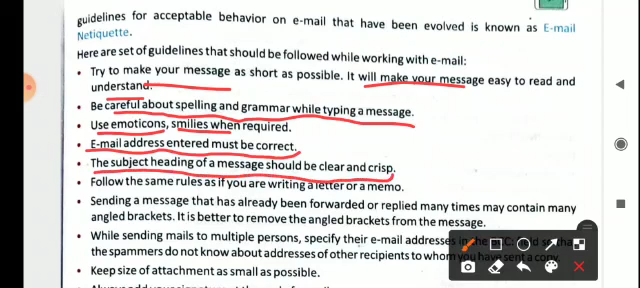 guidelines for acceptable behavior on e-mail that have been evolved is known as E-mail
Netiquette.
Here are set of guidelines that should be followed while working with e-mail:
• Try to make your message as short as possible. It will make your message easy to read and
understand.
• Be careful about spelling and grammar while typing a message.
• Use emoticons, smilies when required.
• E-mail address entered must be correct.
• The subject heading of a message should be clear and crisp.
• Follow the same rules as if you are writing a letter or a memo.
• Sending a message that has already been forwarded or replied many times may contain many
angled brackets. It is better to remove the angled brackets from the message.
• While sending mails to multiple persons, specify their e-mail addresses in the
the spammers do not know about addresses of other recipients to whom you have sent a copy.
• Keep size of attachment as small as possible.